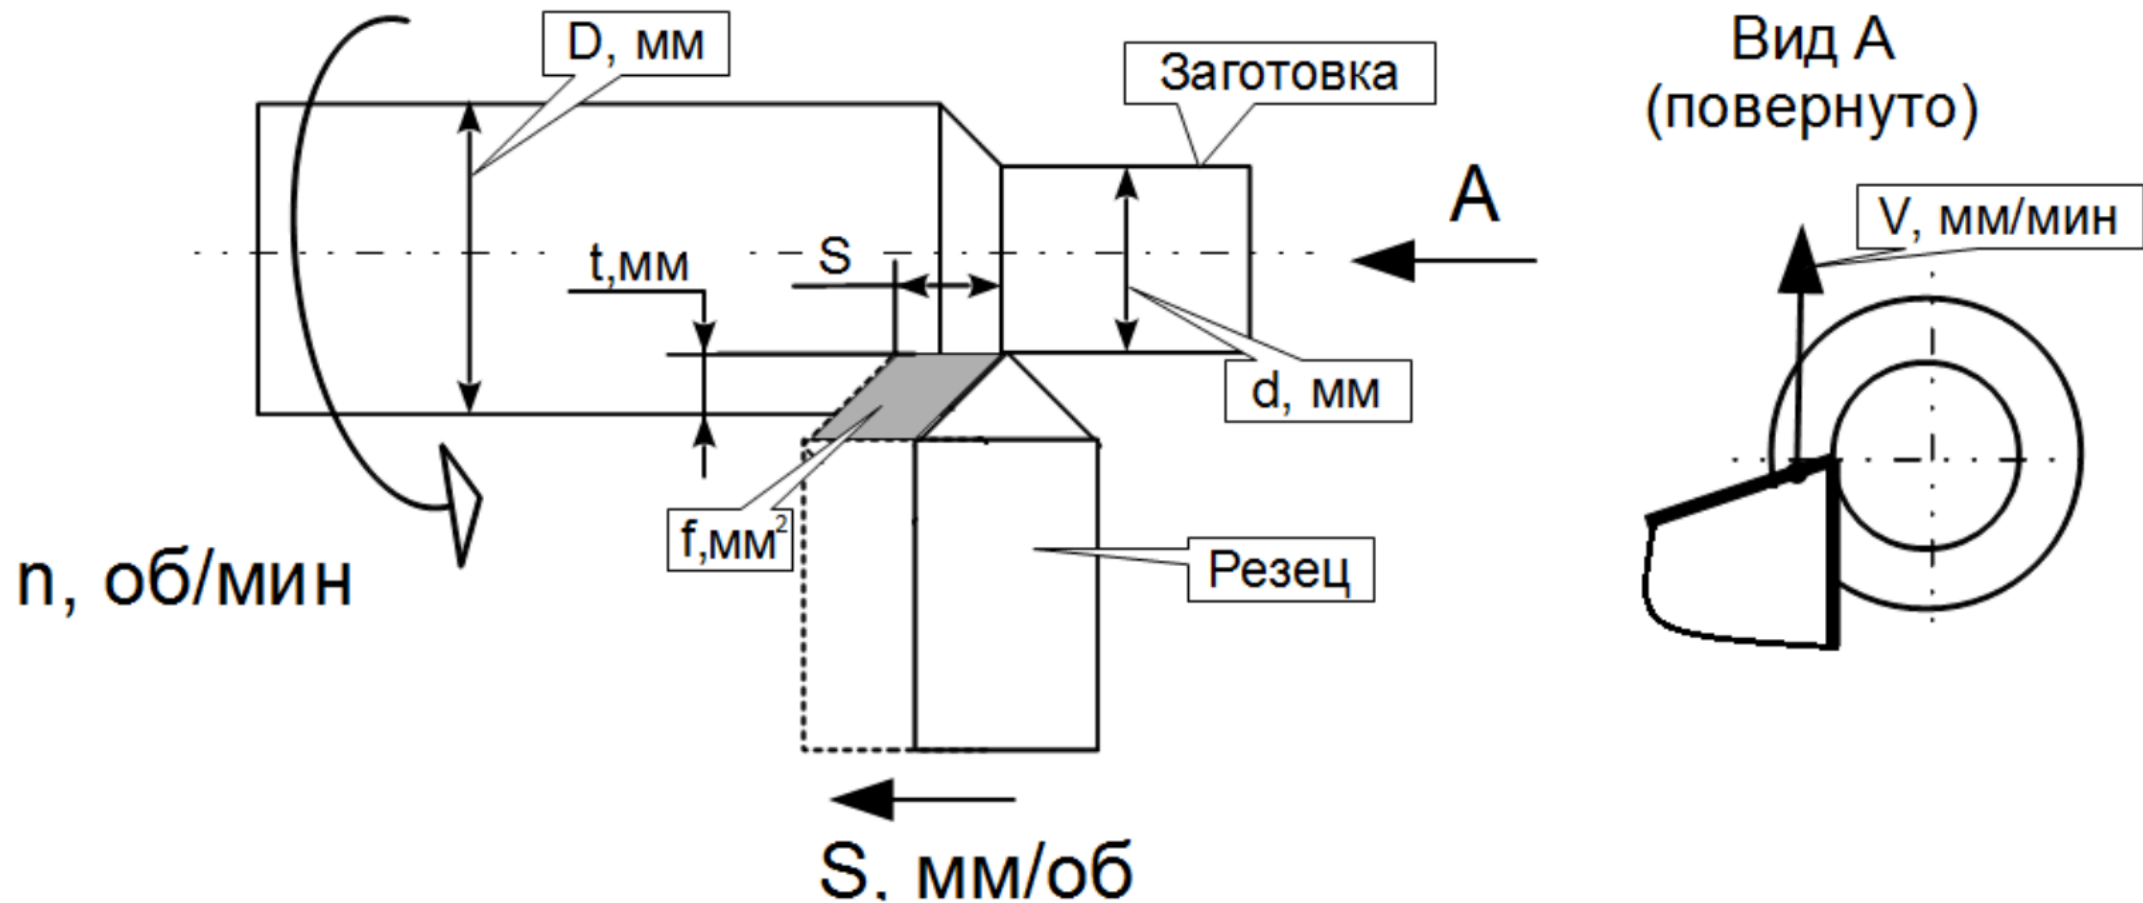 D, мм
Заготовка
Вид А
(повернуто)
A
V, мм/мин
t,мм
S
d, мм
f,мм²
Резец
n, об/мин
S, мм/об